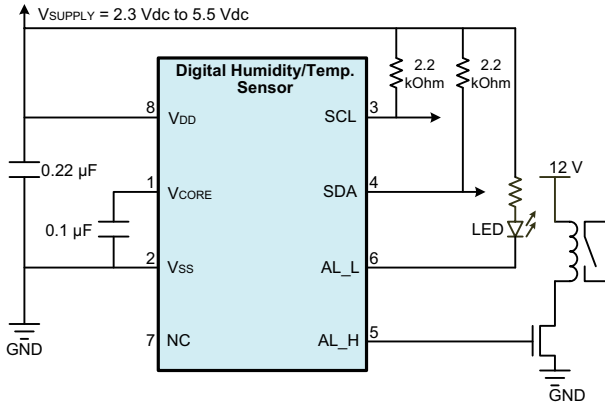 VSUPPLY = 2.3 Vdc to 5.5 Vdc
Digital Humidity/Temp.
Sensor
2.2
kOhm
2.2
kOhm
8 VDD
SCL 3
0.22 µF
1 VCORE
SDA 4
12 V
0.1 µF
LED
2 VSS
AL_L 6
7 NC
AL_H 5
GND
GND